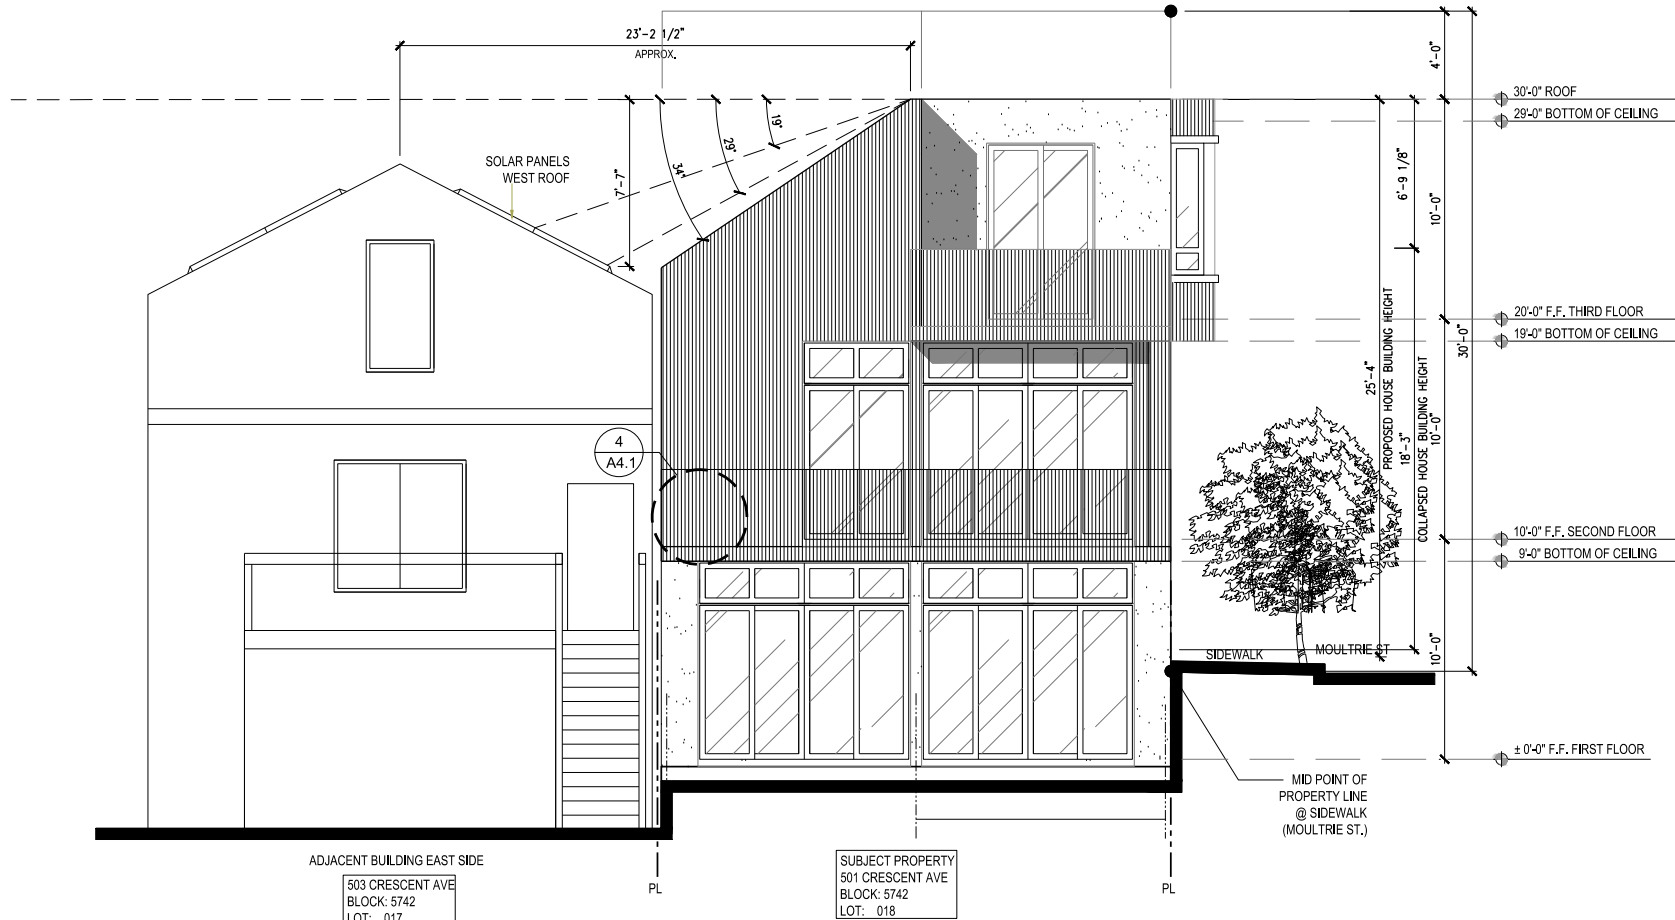 23'-2 1/2"
APPROX.
4'-0"
30'-0" ROOF
29'-0" BOTTOM OF CEILING
19°
29°
34°
7'-7"
SOLAR PANELS
WEST ROOF
6'-9 1/8"
10'-0"
20'-0" F.F. THIRD FLOOR
19'-0" BOTTOM OF CEILING
30'-0"
25'-4"
PROPOSED HOUSE BUILDING HEIGHT
18'-3"
COLLAPSED HOUSE BUILDING HEIGHT
10'-0"
4
A4.1
10'-0" F.F. SECOND FLOOR
9'-0" BOTTOM OF CEILING
10'-0"
SIDEWALK
MOULTRIE ST
± 0'-0" F.F. FIRST FLOOR
MID POINT OF
PROPERTY LINE
@ SIDEWALK
(MOULTRIE ST.)
ADJACENT BUILDING EAST SIDE
503 CRESCENT AVE
BLOCK: 5742
LOT: 017
PL
SUBJECT PROPERTY
501 CRESCENT AVE
BLOCK: 5742
LOT: 018
PL